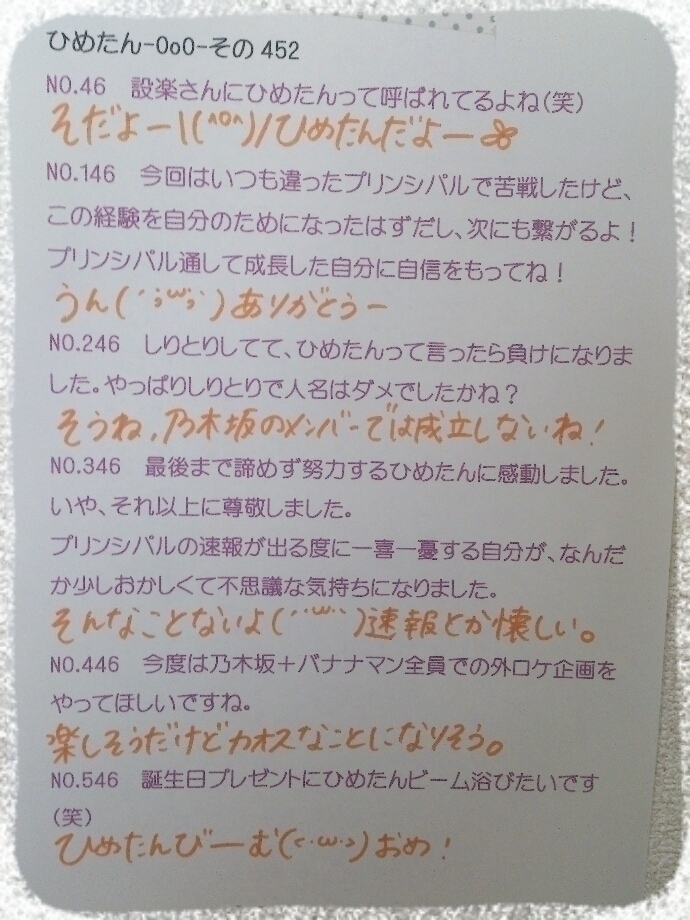 ひめたん-OoO-その452
NO.46　設楽さんにひめたんって呼ばれてるよね(笑)
そだよー\(^o^)/ひめたんだよー
NO.146　今回はいつも違ったプリンシパルで苦戦したけど、
この経験を自分のためになったはずだし、次にも繋がるよ！
プリンシパル通して成長した自分に自信をもってね！
うん(´;ω;`)ありがとうー
NO.246　しりとりしてて、ひめたんって言ったら負けになりま
した。やっぱりしりとりで人名はダメでしたかね？
そうね、乃木坂のメンバーでは成立しないね！
NO.346　最後まで諦めず努力するひめたんに感動しました。
いや、それ以上に尊敬しました。
プリンシパルの速報が出る度に一喜一憂する自分が、なんだ
か少しおかしくて不思議な気持ちになりました。
そんなことないよ(´･ω･`)速報とか懐しい。
NO.446　今度は乃木坂＋バナナマン全員での外ロケ企画を
やってほしいですね。
楽しそうだけどカオスなことになりそう。
NO.546　誕生日プレゼントにひめたんビーム浴びたいです
(笑)
ひめたんびーむ(<･ω･>)おめ！